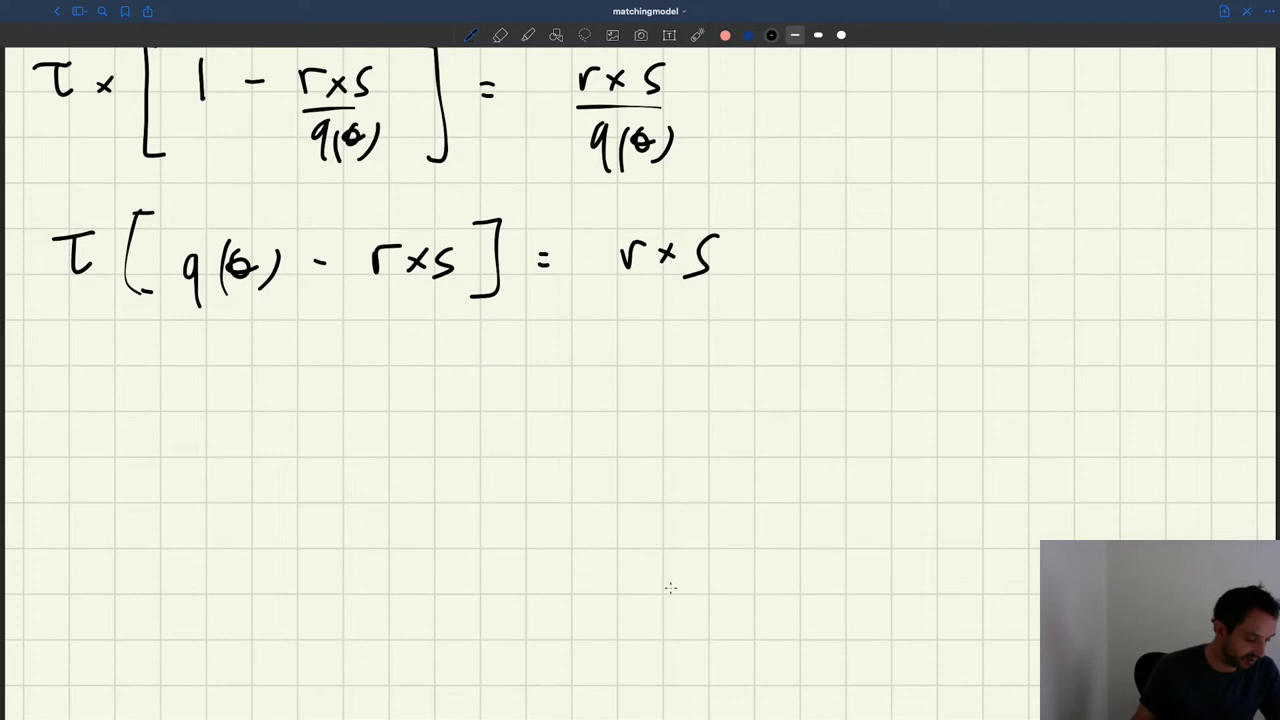 matchingmodel
τ × [ 1 - r×s / q(θ) ] = r×s / q(θ)
τ [ q(θ) - r×s ] = r×s